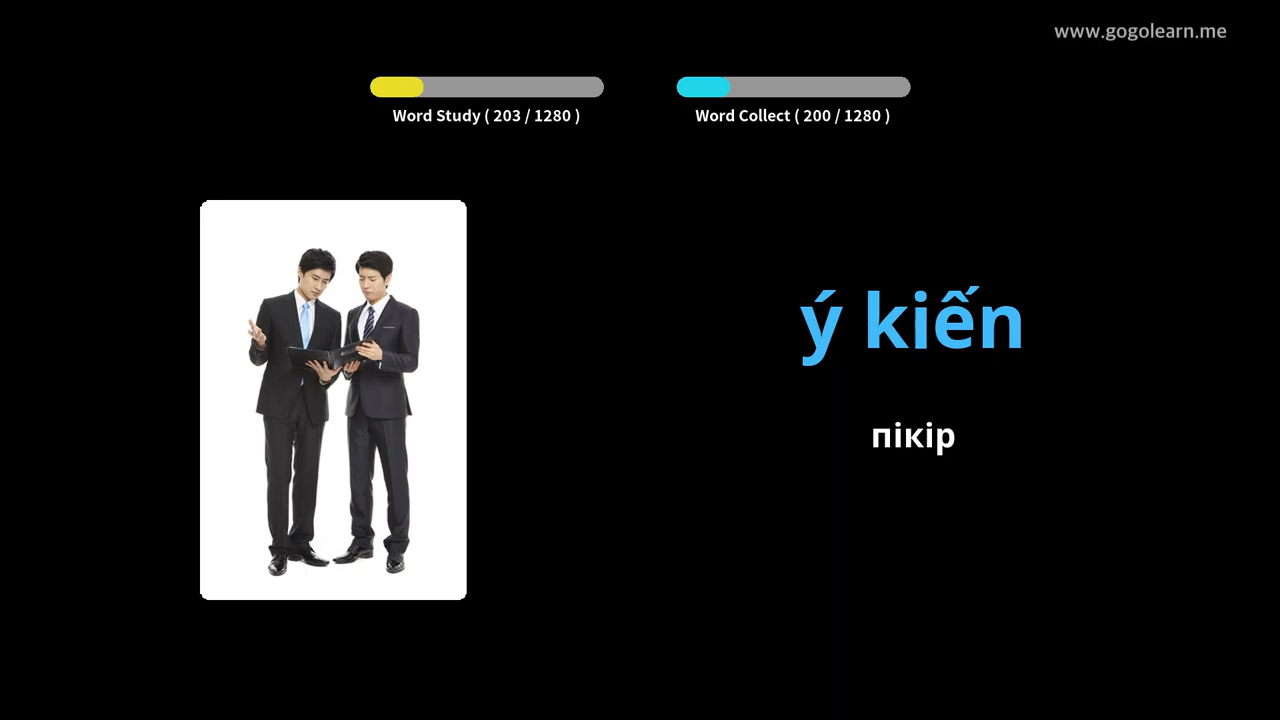 www.gogolearn.me
Word Study ( 203 / 1280 )
Word Collect ( 200 / 1280 )
ý kiến
пікір